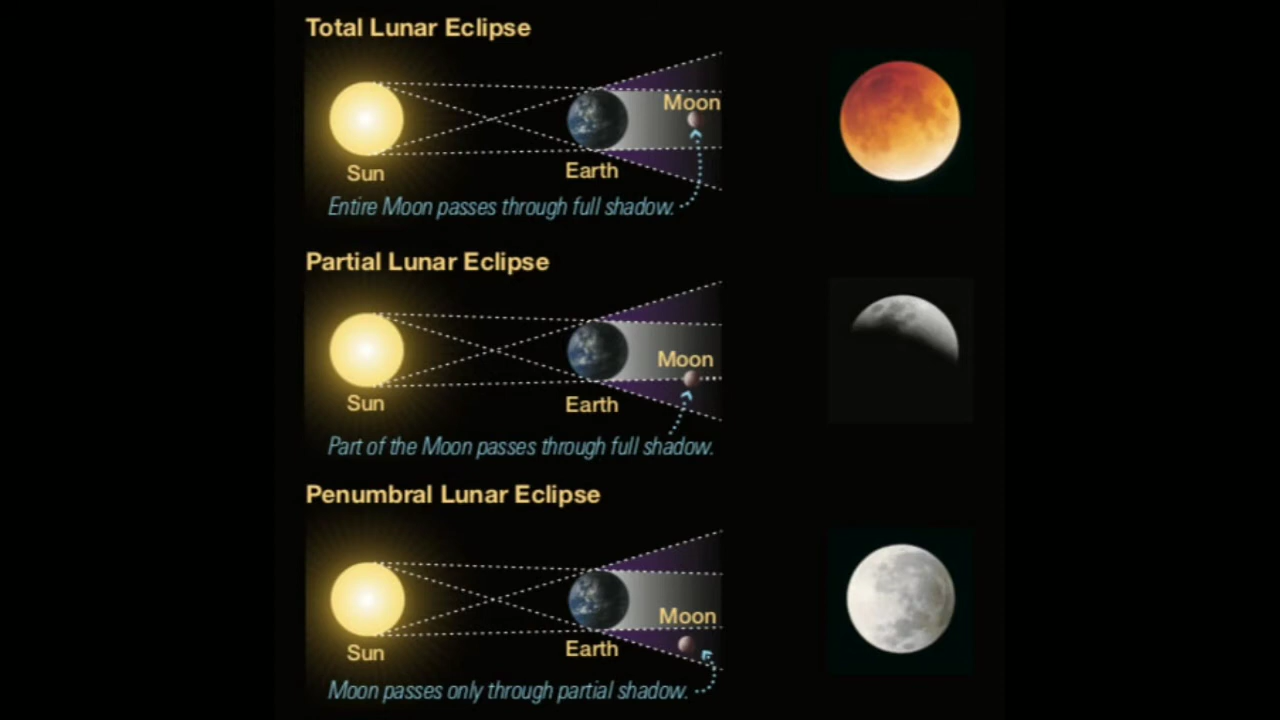 Total Lunar Eclipse
Moon
Sun
Earth
Entire Moon passes through full shadow.
Partial Lunar Eclipse
Moon
Sun
Earth
Part of the Moon passes through full shadow.
Penumbral Lunar Eclipse
Moon
Sun
Earth
Moon passes only through partial shadow.